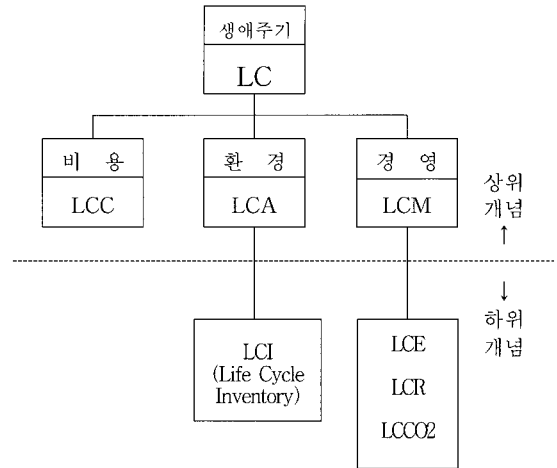 생애주기
LC
비 용
환 경
경 영
LCC
LCA
LCM
상위
개념
↑
↓
하위
개념
LCI
(Life Cycle
Inventory)
LCE
LCR
LCCO2